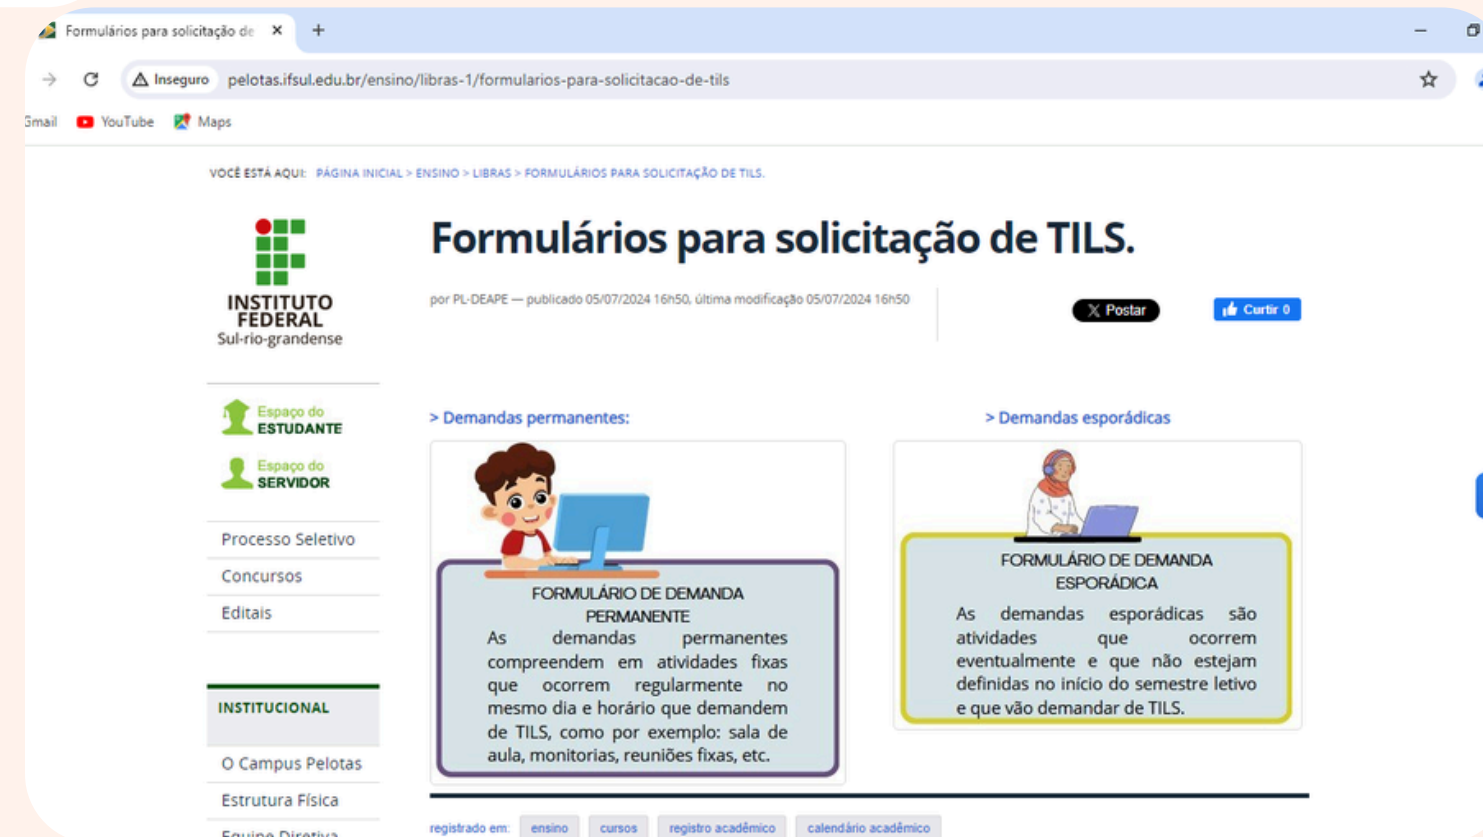 Formulários para solicitação de
Inseguro pelotas.ifsul.edu.br/ensino/libras-1/formularios-para-solicitacao-de-tils
Gmail YouTube Maps
VOCÊ ESTÁ AQUI: PÁGINA INICIAL > ENSINO > LIBRAS > FORMULÁRIOS PARA SOLICITAÇÃO DE TILS.
INSTITUTO
FEDERAL
Sul-rio-grandense
Formulários para solicitação de TILS.
por PL-DEAPE — publicado 05/07/2024 16h50, última modificação 05/07/2024 16h50
Postar
Curtir 0
Espaço do
ESTUDANTE
Espaço do
SERVIDOR
Processo Seletivo
Concursos
Editais
INSTITUCIONAL
O Campus Pelotas
Estrutura Física
Equipe Diretiva
> Demandas permanentes:
FORMULÁRIO DE DEMANDA
PERMANENTE
As demandas permanentes
compreendem em atividades fixas
que ocorrem regularmente no
mesmo dia e horário que demandem
de TILS, como por exemplo: sala de
aula, monitorias, reuniões fixas, etc.
> Demandas esporádicas
FORMULÁRIO DE DEMANDA
ESPORÁDICA
As demandas esporádicas são
atividades que ocorrem
eventualmente e que não estejam
definidas no início do semestre letivo
e que vão demandar de TILS.
registrado em: ensino cursos registro acadêmico calendário acadêmico